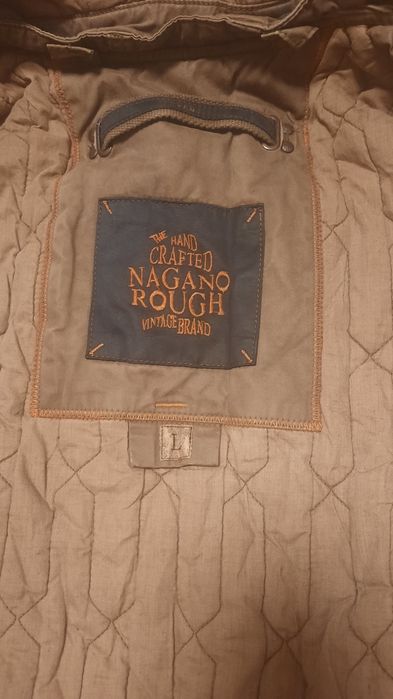 THE HAND
CRAFTED
NAGANO
ROUGH
VINTAGE BRAND
L